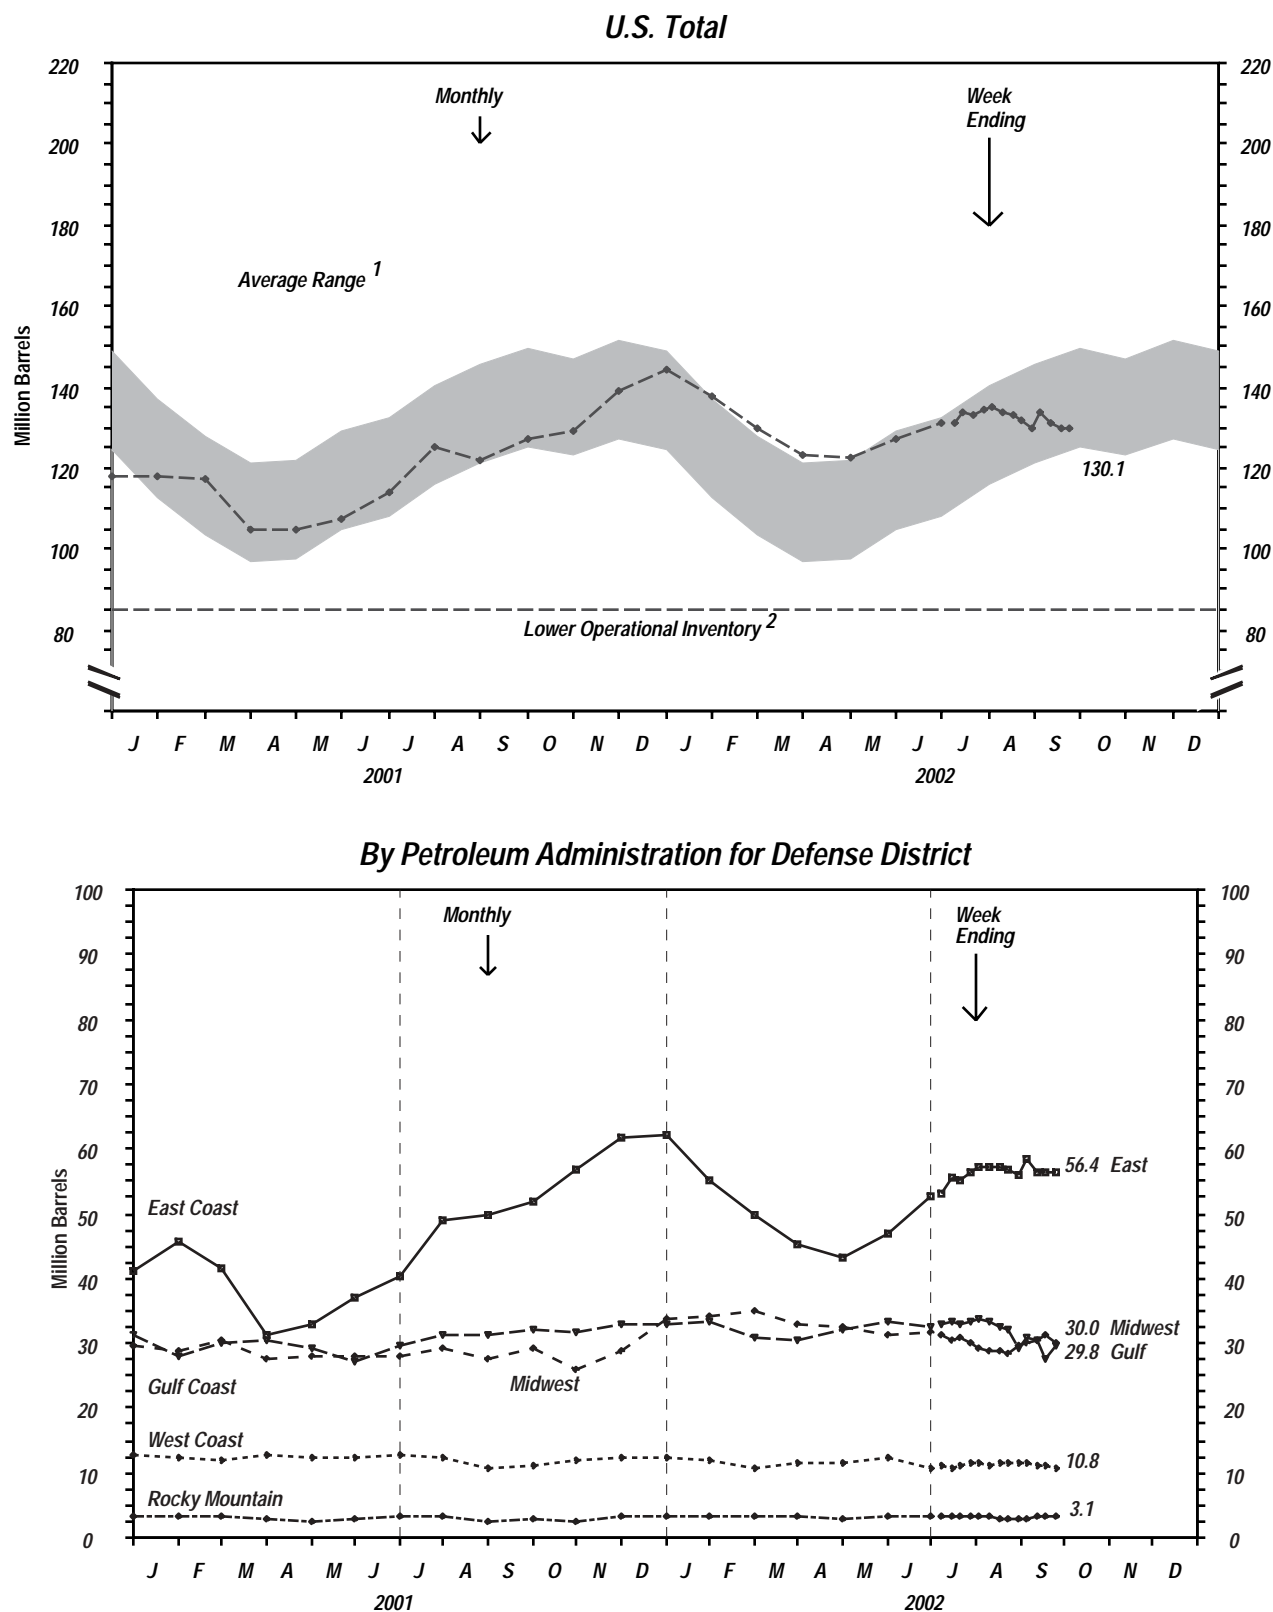 U.S. Total
220 220
Monthly Week
Ending
200 200
180 180
Average Range 1
160 160
Million Barrels
140 140
120 130.1 120
100 100
Lower Operational Inventory 2
80 80
J F M A M J J A S O N D J F M A M J J A S O N D
2001 2002
By Petroleum Administration for Defense District
100 100
Monthly Week
Ending
90 90
80 80
70 70
60 56.4 East 60
Million Barrels
East Coast
50 50
40 40
30 30.0 Midwest 30
29.8 Gulf
Gulf Coast Midwest
20 20
West Coast
10 10.8 10
Rocky Mountain 3.1
0 0
J F M A M J J A S O N D J F M A M J J A S O N D
2001 2002